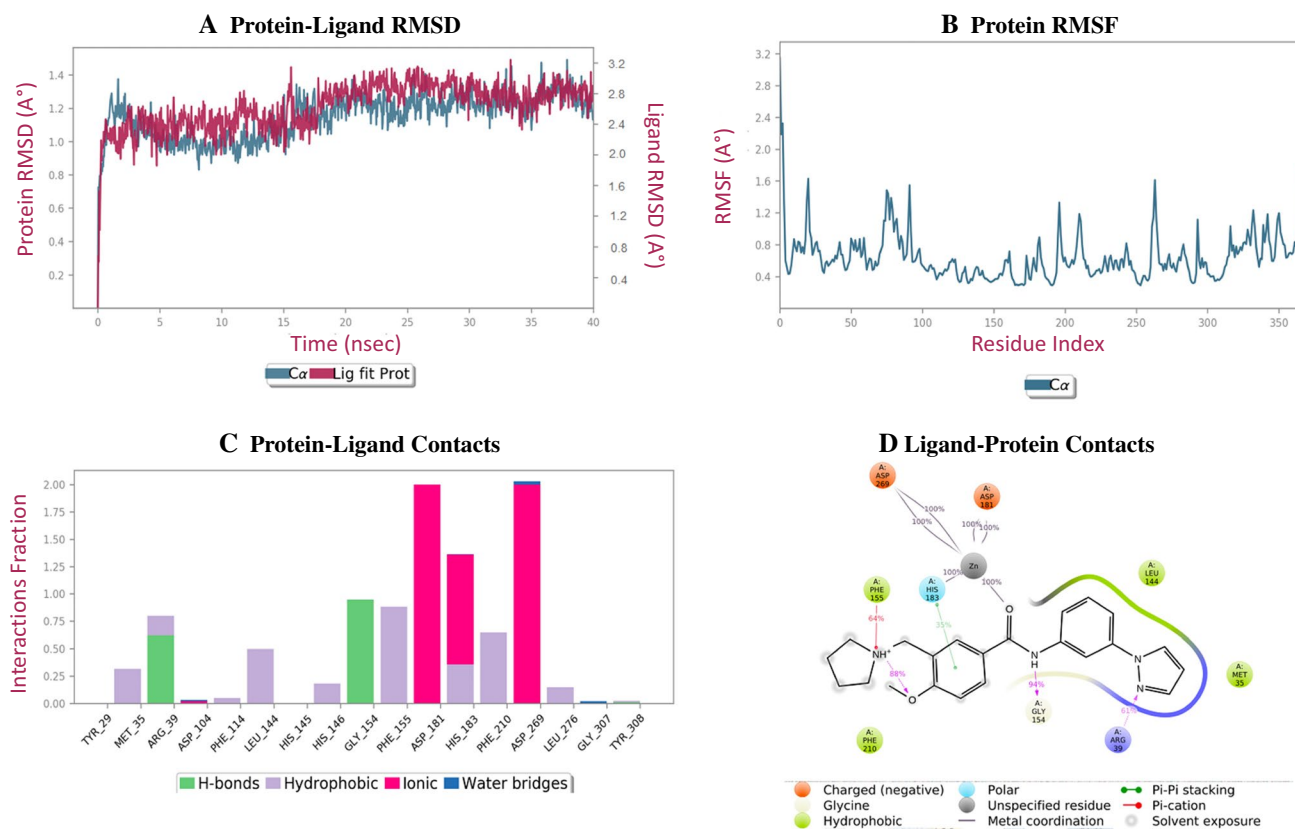 A Protein-Ligand RMSD
Protein RMSD (A°)
1.4
1.2
1.0
0.8
0.6
0.4
0.2
3.2
2.8
2.4
2.0
1.6
1.2
0.8
0.4
Ligand RMSD (A°)
0 5 10 15 20 25 30 35 40
Time (nsec)
Cα Lig fit Prot
B Protein RMSF
RMSF (A°)
3.2
2.8
2.4
2.0
1.6
1.2
0.8
0.4
0 50 100 150 200 250 300 350
Residue Index
Cα
C Protein-Ligand Contacts
Interactions Fraction
2.00
1.75
1.50
1.25
1.00
0.75
0.50
0.25
0.00
TYR_29 MET_35 ARG_39 ASP_104 PHE_114 LEU_144 HIS_145 HIS_146 GLY_154 PHE_155 ASP_181 HIS_183 PHE_210 ASP_269 LEU_276 GLY_307 TYR_308
H-bonds Hydrophobic Ionic Water bridges
D Ligand-Protein Contacts
A:
ASP
269
A:
ASP
181
100%
100%
100%
100%
Zn
100%
100%
A:
HIS
183
A:
PHE
155
A:
LEU
144
64%
35%
O
NH+
88%
O
N
H
94%
N
N
61%
A:
MET
35
A:
GLY
154
A:
ARG
39
A:
PHE
210
Charged (negative) Polar Pi-Pi stacking
Glycine Unspecified residue Pi-cation
Hydrophobic Metal coordination Solvent exposure